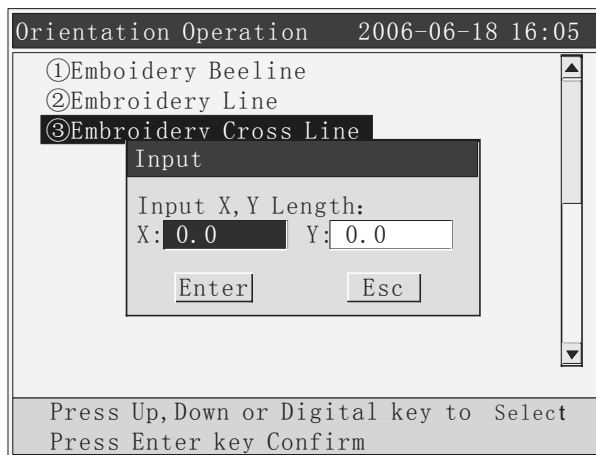 Orientation Operation 2006-06-18 16:05
①Emboidery Beeline
②Embroidery Line
③Embroidery Cross Line
Input
Input X,Y Length:
X: 0.0 Y: 0.0
Enter Esc
Press Up,Down or Digital key to Select
Press Enter key Confirm